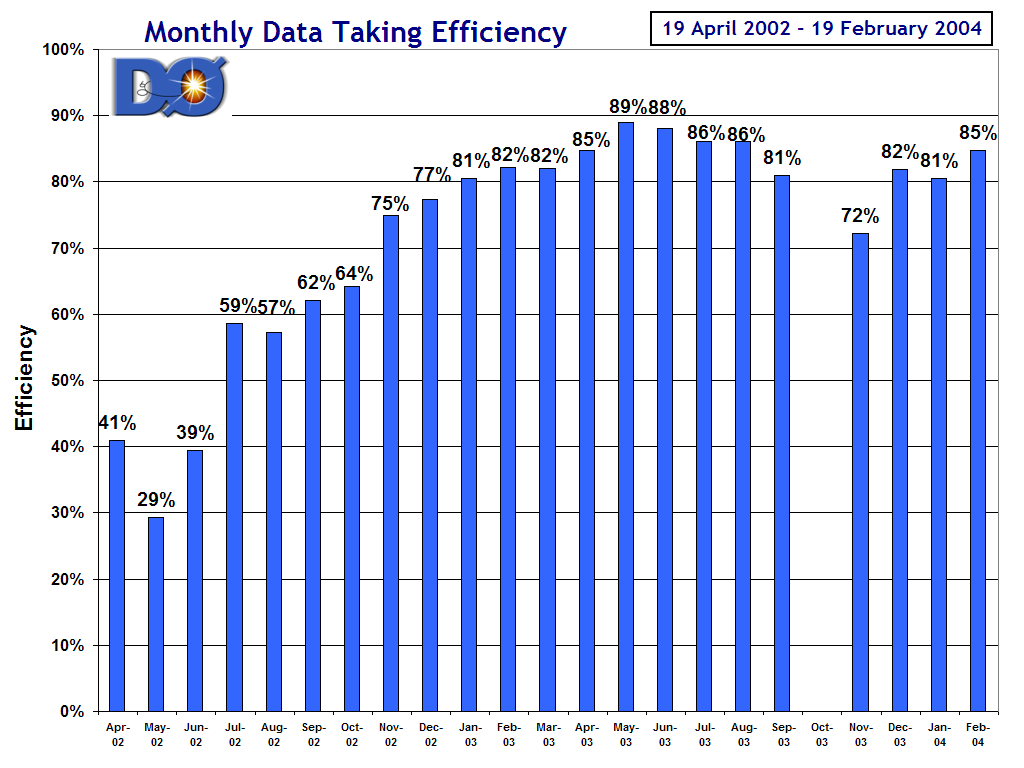 Monthly Data Taking Efficiency
19 April 2002 - 19 February 2004
DØ
100%
90%
80%
70%
60%
50%
40%
30%
20%
10%
0%
Efficiency
41%
29%
39%
59%
57%
62%
64%
75%
77%
81%
82%
82%
85%
89%
88%
86%
86%
81%
72%
82%
81%
85%
Apr-
02
May-
02
Jun-
02
Jul-
02
Aug-
02
Sep-
02
Oct-
02
Nov-
02
Dec-
02
Jan-
03
Feb-
03
Mar-
03
Apr-
03
May-
03
Jun-
03
Jul-
03
Aug-
03
Sep-
03
Oct-
03
Nov-
03
Dec-
03
Jan-
04
Feb-
04